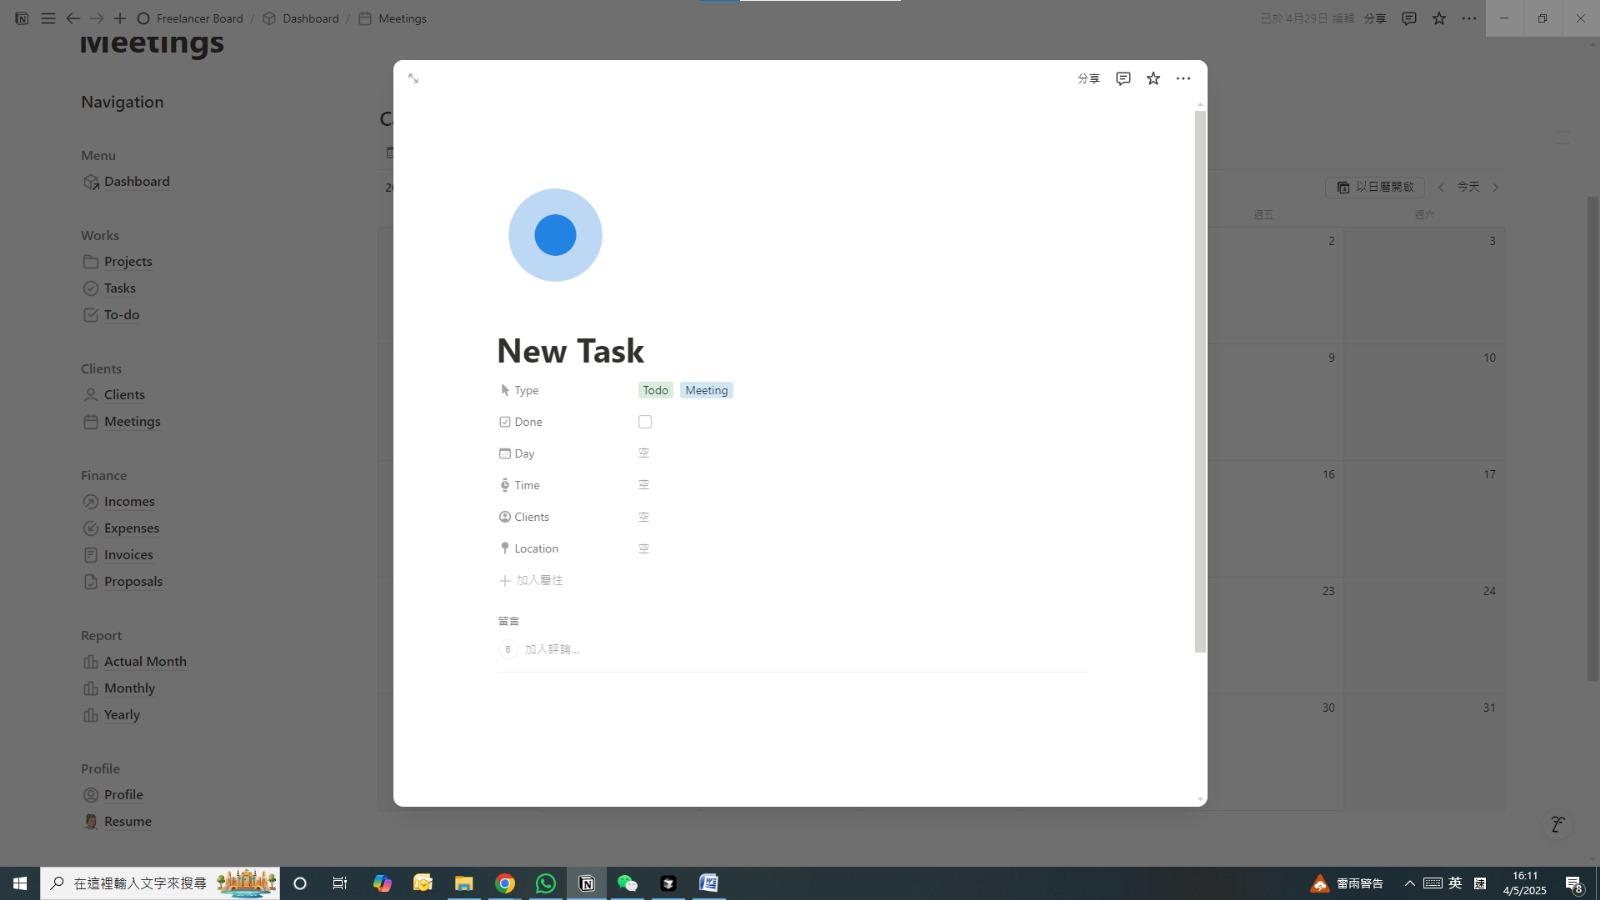 Freelancer Board / Dashboard / Meetings
已於 4月29日 編輯 分享
Meetings
Navigation
Menu
Dashboard
Works
Projects
Tasks
To-do
Clients
Clients
Meetings
Finance
Incomes
Expenses
Invoices
Proposals
Report
Actual Month
Monthly
Yearly
Profile
Profile
Resume
分享
New Task
Type Todo Meeting
Done
Day 空
Time 空
Clients 空
Location 空
加入屬性
留言
B 加入評論...
以日曆開啟 今天
週五 週六
2 3
9 10
16 17
23 24
30 31
在這裡輸入文字來搜尋
雷雨警告
英
速
16:11
4/5/2025
8